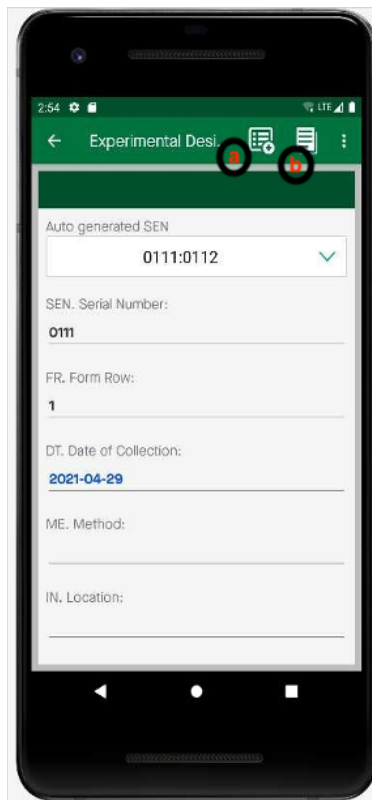 2:54 LTE
Experimental Desi..
a
b
Auto generated SEN
0111:0112
SEN. Serial Number:
0111
FR. Form Row:
1
DT. Date of Collection:
2021-04-29
ME. Method:
IN. Location: